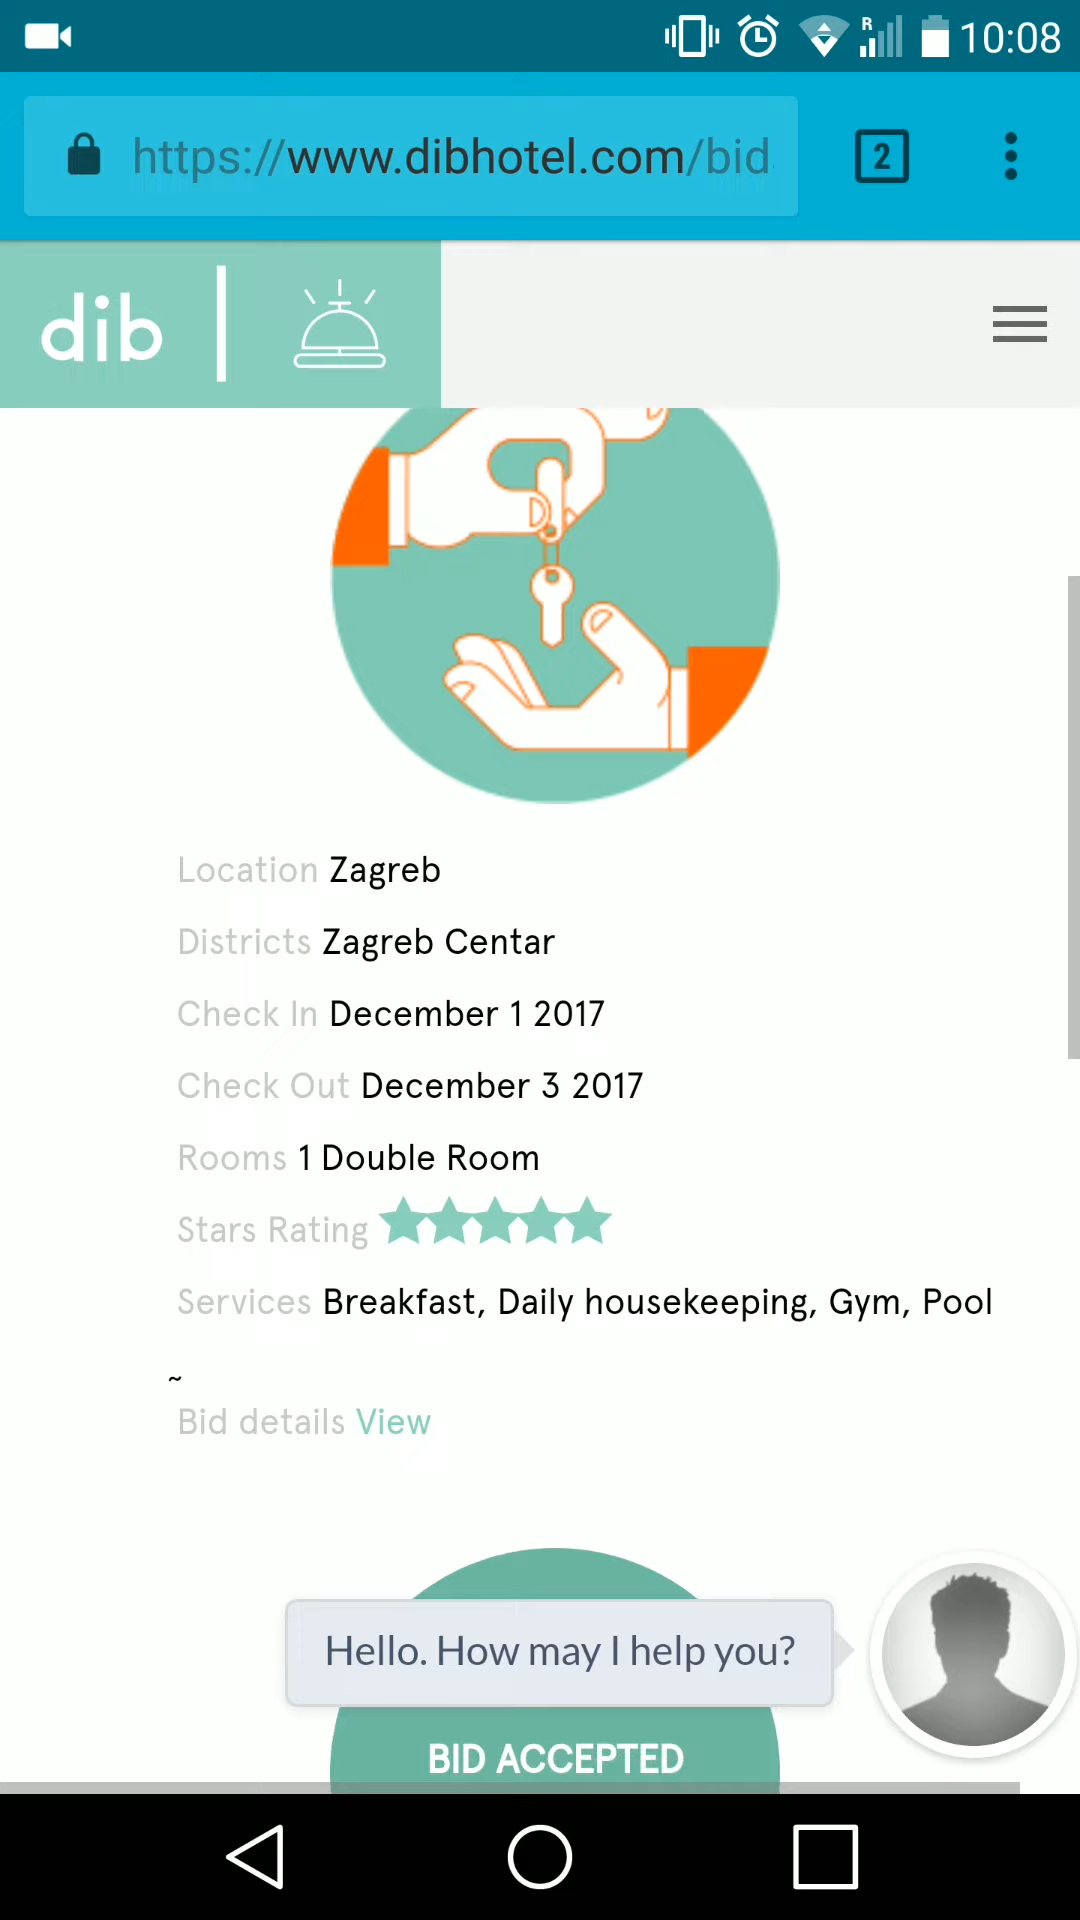 R 10:08
https://www.dibhotel.com/bid
2
dib
Location Zagreb
Districts Zagreb Centar
Check In December 1 2017
Check Out December 3 2017
Rooms 1 Double Room
Stars Rating
Services Breakfast, Daily housekeeping, Gym, Pool
~
Bid details View
Hello. How may I help you?
BID ACCEPTED